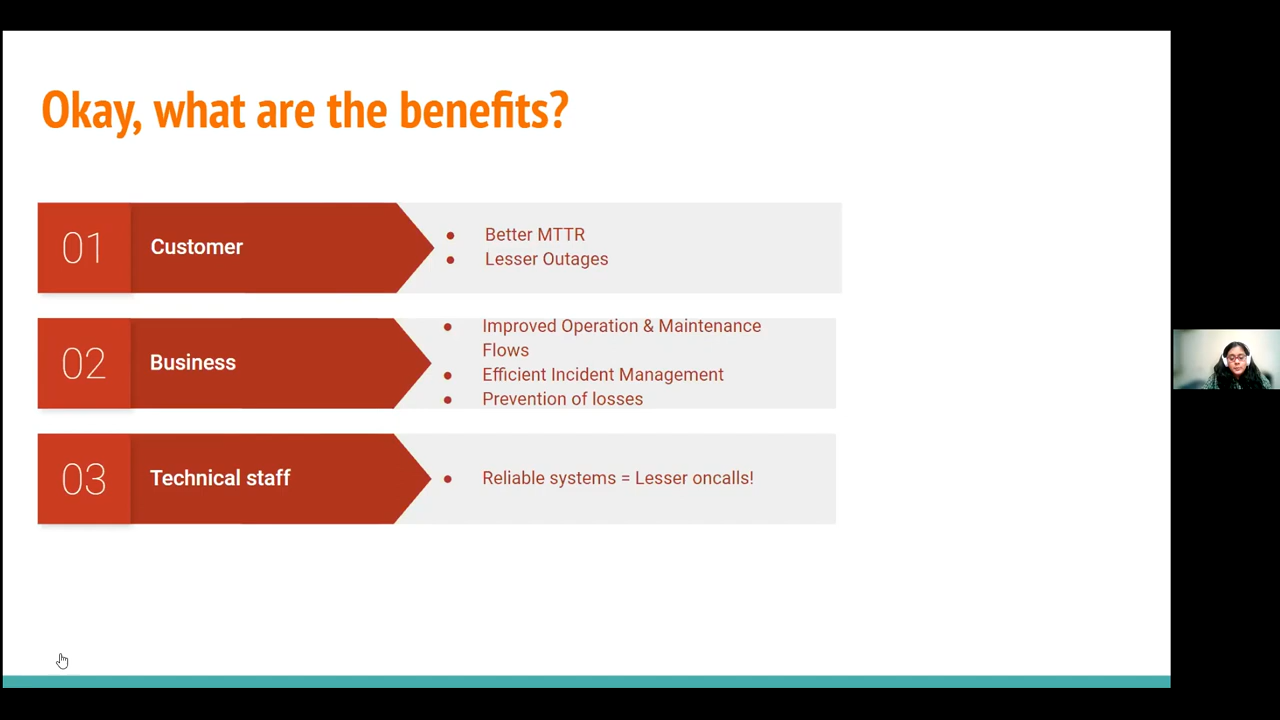 Okay, what are the benefits?
01
Customer
● Better MTTR
● Lesser Outages
02
Business
● Improved Operation & Maintenance
Flows
● Efficient Incident Management
● Prevention of losses
03
Technical staff
● Reliable systems = Lesser oncalls!